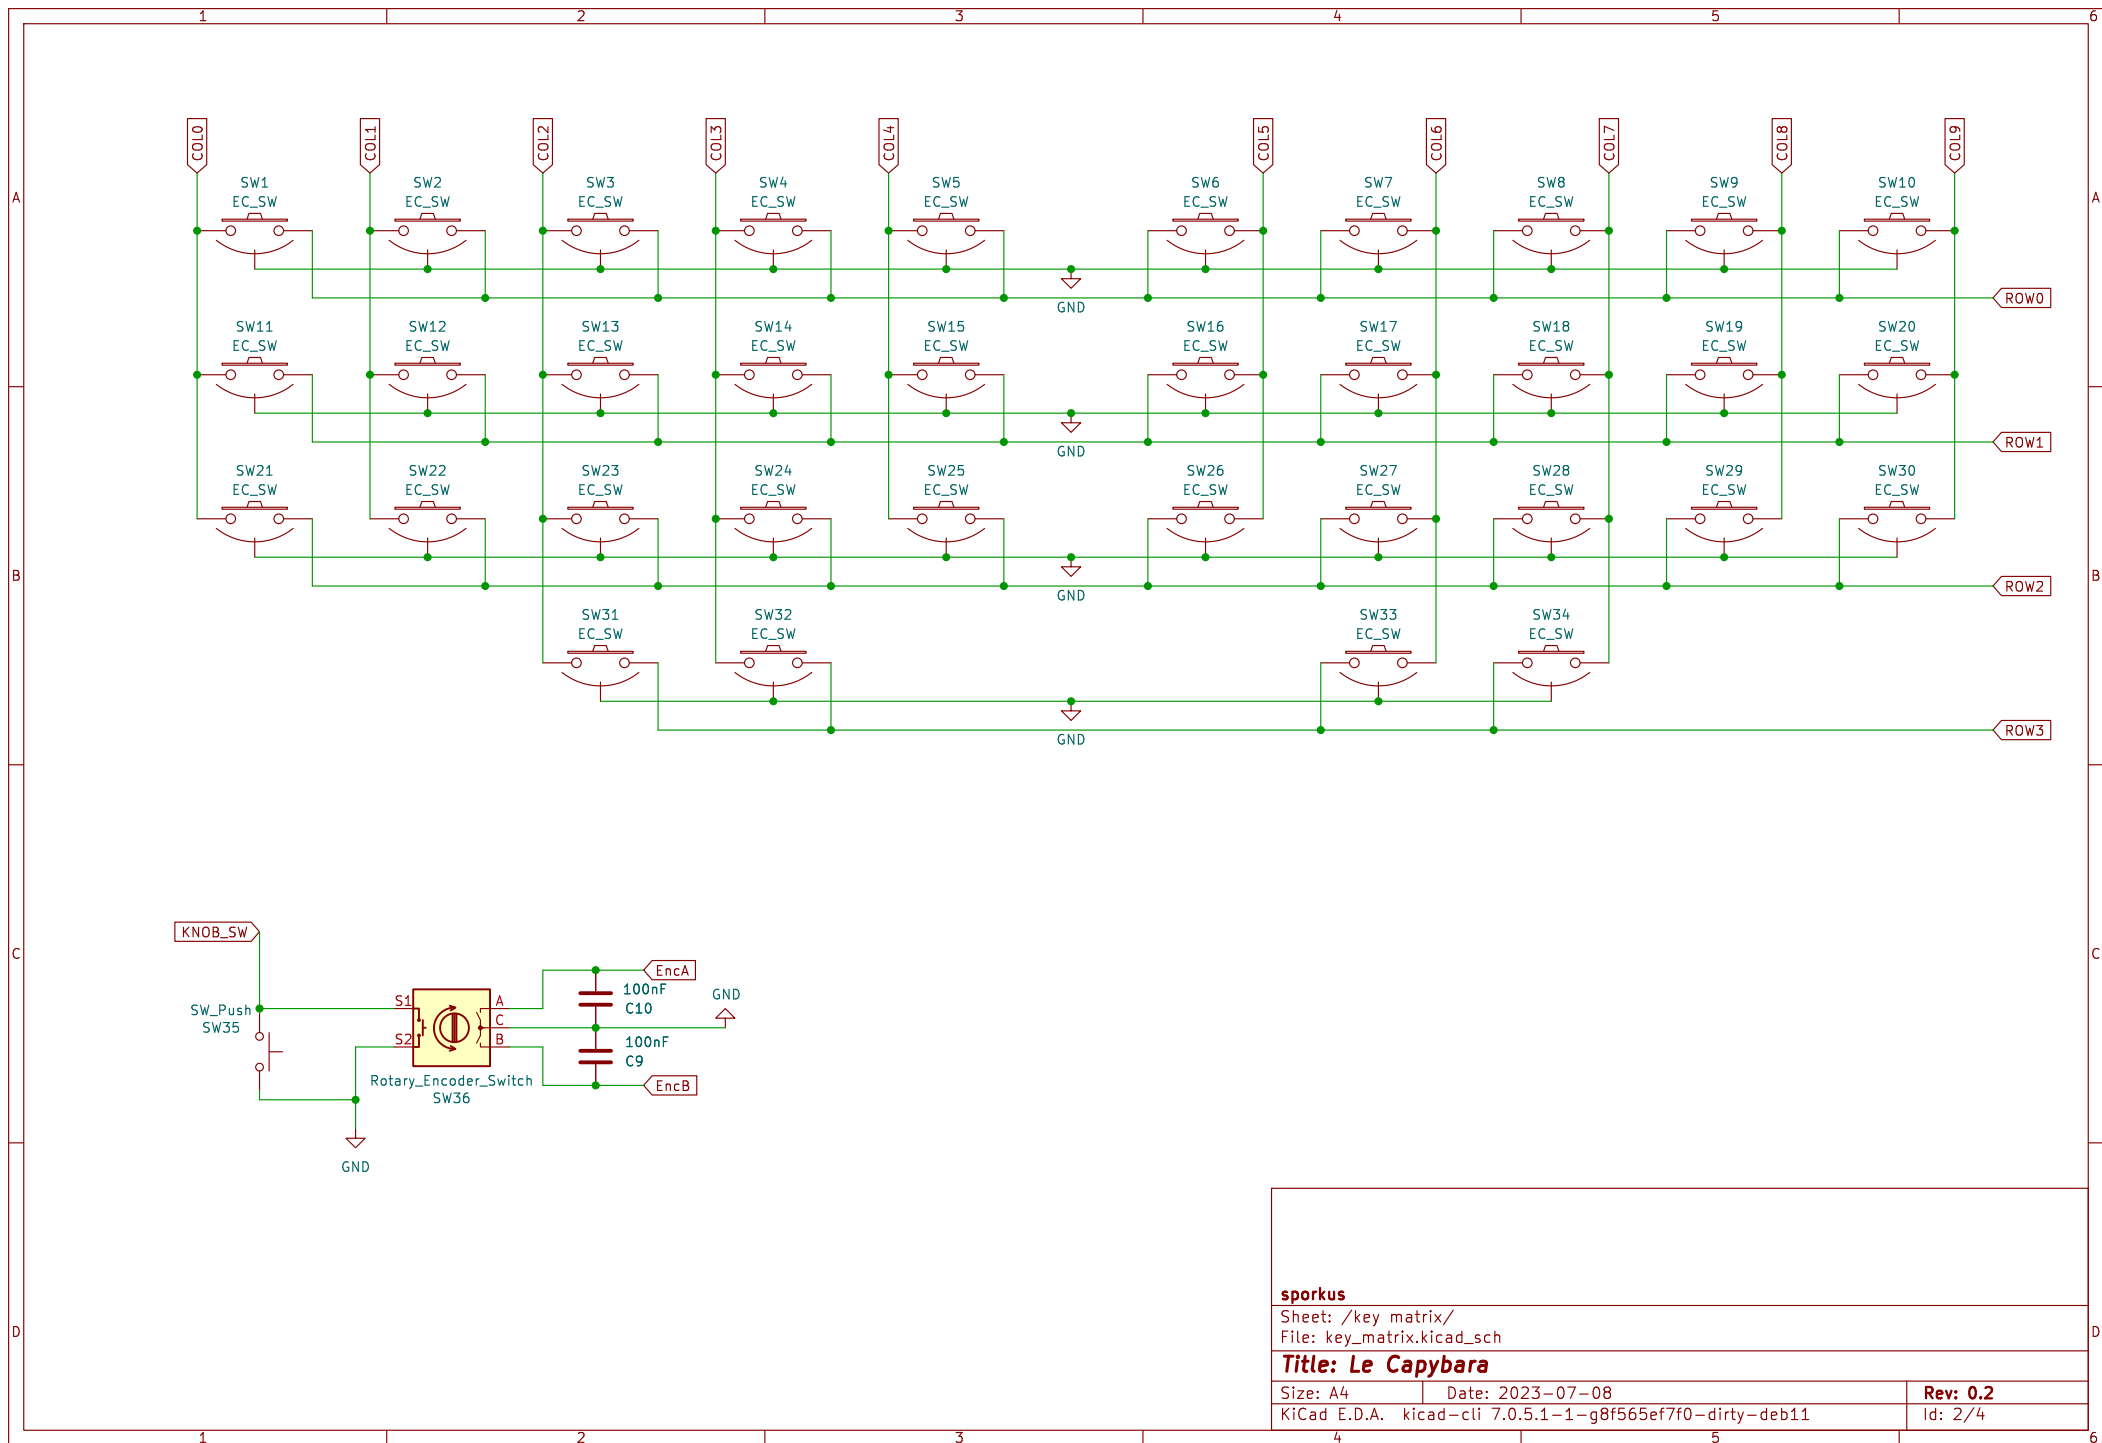 1 2 3 4 5 6
COL0 COL1 COL2 COL3 COL4 COL5 COL6 COL7 COL8 COL9
A SW1 SW2 SW3 SW4 SW5 SW6 SW7 SW8 SW9 SW10 A
EC_SW EC_SW EC_SW EC_SW EC_SW EC_SW EC_SW EC_SW EC_SW EC_SW
ROW0
GND
SW11 SW12 SW13 SW14 SW15 SW16 SW17 SW18 SW19 SW20
EC_SW EC_SW EC_SW EC_SW EC_SW EC_SW EC_SW EC_SW EC_SW EC_SW
ROW1
GND
SW21 SW22 SW23 SW24 SW25 SW26 SW27 SW28 SW29 SW30
EC_SW EC_SW EC_SW EC_SW EC_SW EC_SW EC_SW EC_SW EC_SW EC_SW
B B
ROW2
GND
SW31 SW32 SW33 SW34
EC_SW EC_SW EC_SW EC_SW
ROW3
GND
KNOB_SW
C C
EncA
100nF GND
S1 A C10
SW_Push
SW35 C
S2 B 100nF
C9
Rotary_Encoder_Switch EncB
SW36
GND
sporkus
Sheet: /key matrix/
D D
File: key_matrix.kicad_sch
Title: Le Capybara
Size: A4 Date: 2023-07-08 Rev: 0.2
KiCad E.D.A. kicad-cli 7.0.5.1-1-g8f565ef7f0-dirty-deb11 Id: 2/4
1 2 3 4 5 6